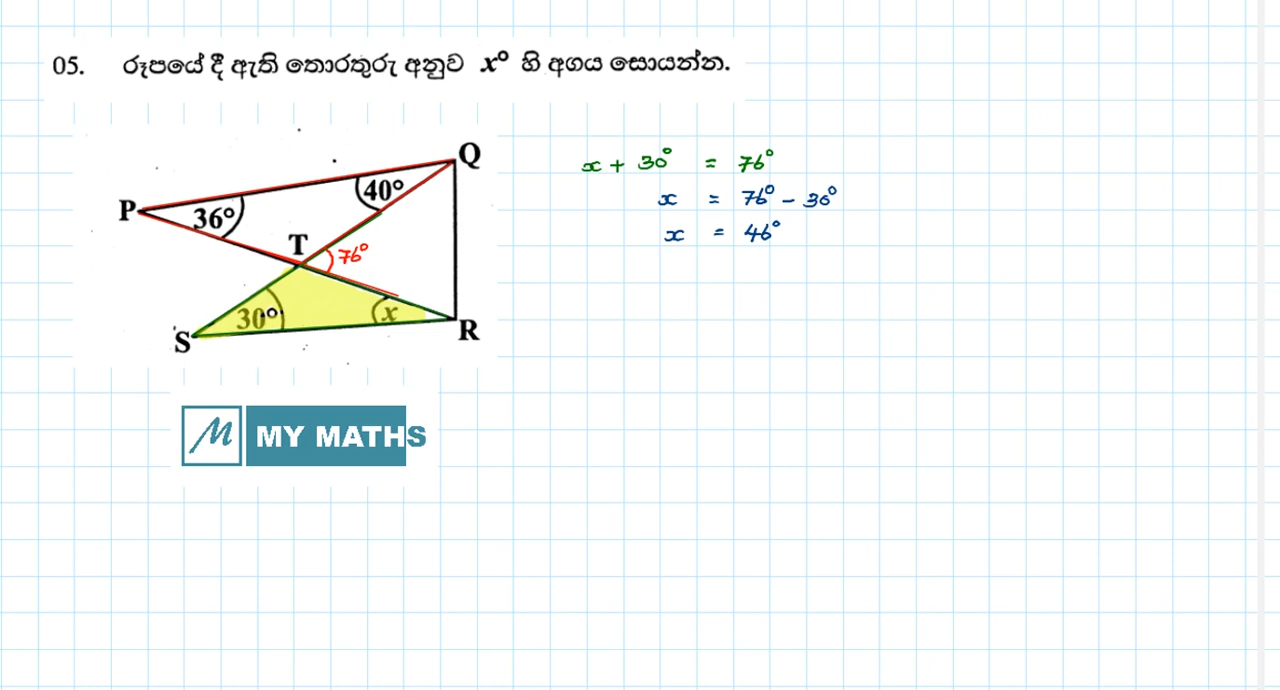 05. රූපයේ දී ඇති තොරතුරු අනුව x° හි අගය සොයන්න.
x + 30° = 76°
x = 76° - 30°
x = 46°
Q
40°
P
36°
T
76°
30°
x
S
R
M MY MATHS